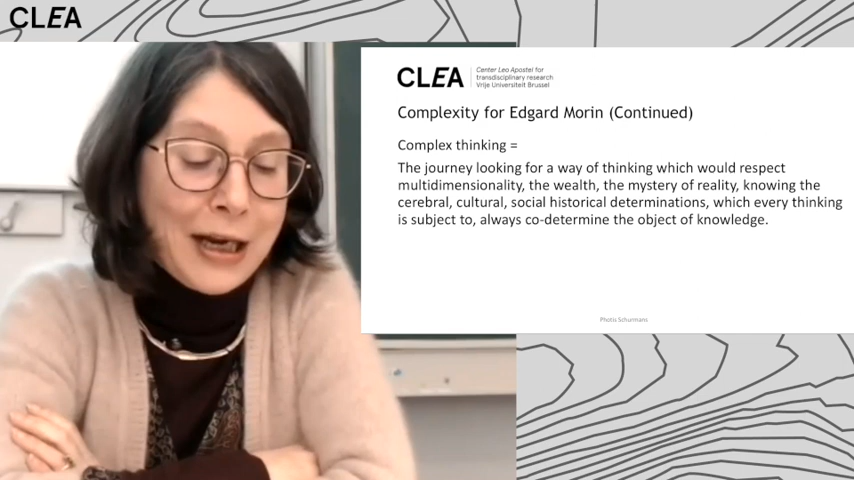 CLEA
CLEA
Center Leo Apostel for
transdisciplinary research
Vrije Universiteit Brussel
Complexity for Edgard Morin (Continued)
Complex thinking =
The journey looking for a way of thinking which would respect
multidimensionality, the wealth, the mystery of reality, knowing the
cerebral, cultural, social historical determinations, which every thinking
is subject to, always co-determine the object of knowledge.
Photis Schurmans